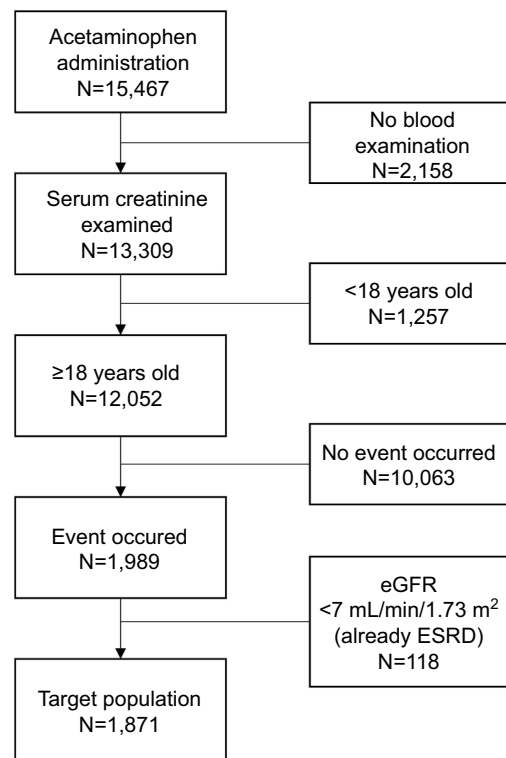 Acetaminophen
administration
N=15,467
No blood
examination
N=2,158
Serum creatinine
examined
N=13,309
<18 years old
N=1,257
≥18 years old
N=12,052
No event occurred
N=10,063
Event occured
N=1,989
eGFR
<7 mL/min/1.73 m²
(already ESRD)
N=118
Target population
N=1,871